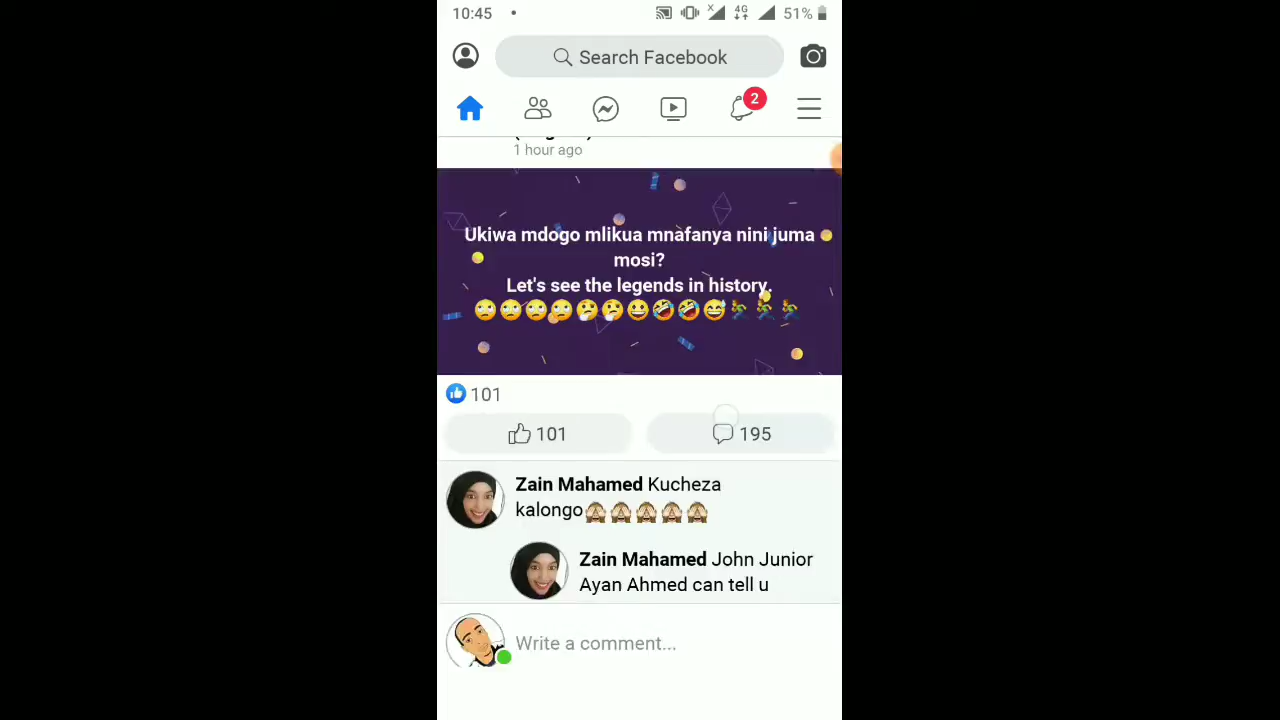 10:45
4G
51%
Search Facebook
2
1 hour ago
Ukiwa mdogo mlikua mnafanya nini juma
mosi?
Let's see the legends in history.
101
101
195
Zain Mahamed Kucheza
kalongo
Zain Mahamed John Junior
Ayan Ahmed can tell u
Write a comment...